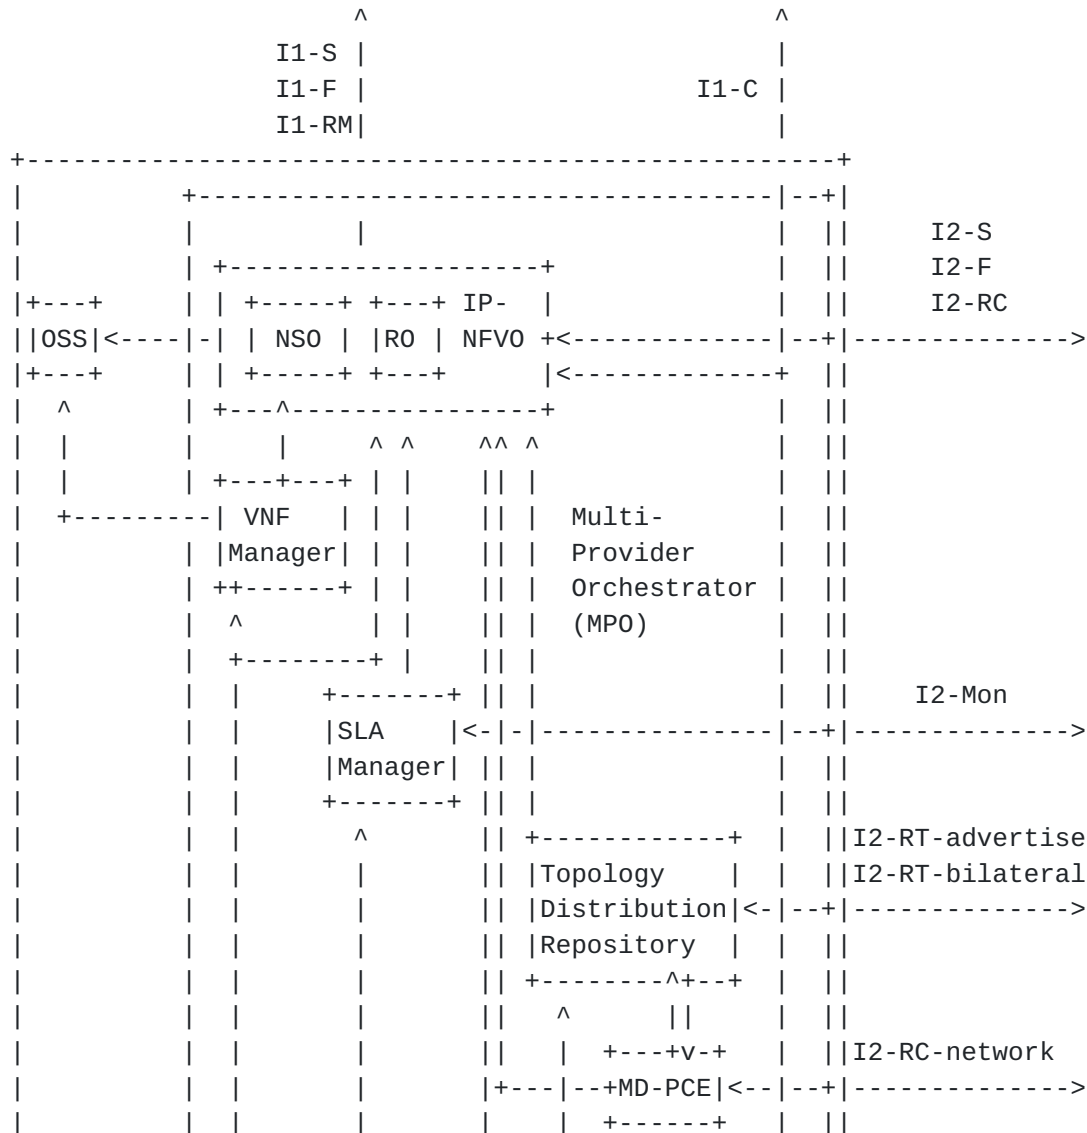 I1-S
I1-F I1-C
I1-RM
I2-S
I2-F
IP- I2-RC
OSS NSO RO NFVO
VNF Multi-
Manager Provider
Orchestrator
(MPO)
I2-Mon
SLA
Manager
I2-RT-advertise
Topology I2-RT-bilateral
Distribution
Repository
I2-RC-network
MD-PCE